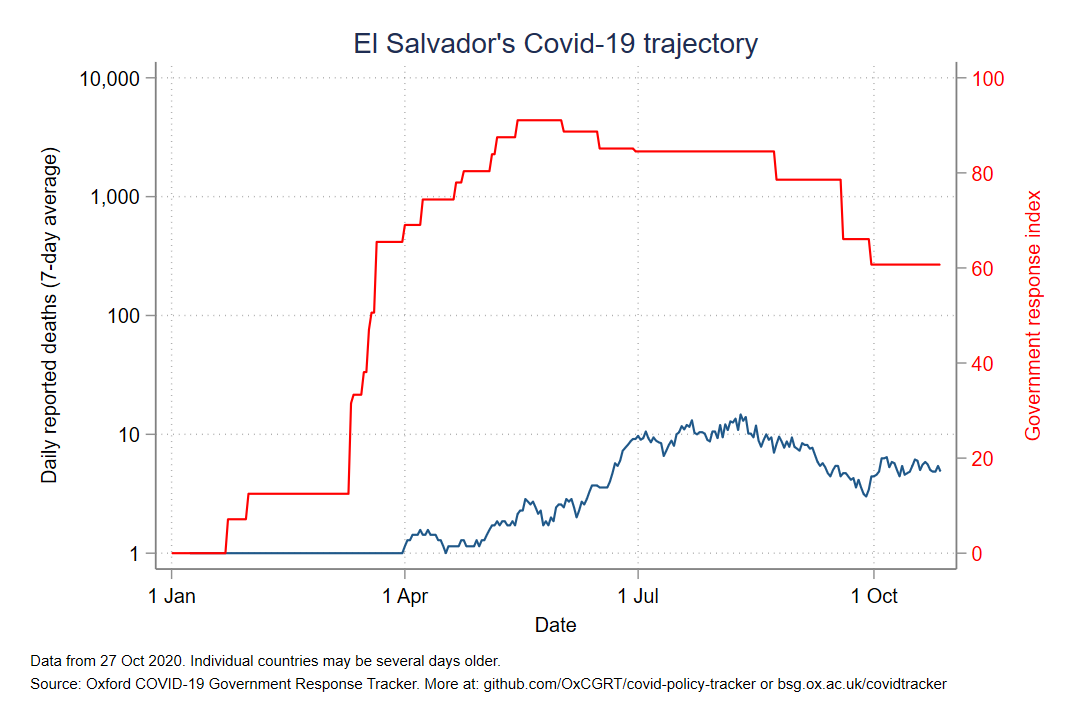 El Salvador's Covid-19 trajectory
10,000
1,000
100
10
1
Daily reported deaths (7-day average)
100
80
60
40
20
0
Government response index
1 Jan
1 Apr
1 Jul
1 Oct
Date
Data from 27 Oct 2020. Individual countries may be several days older.
Source: Oxford COVID-19 Government Response Tracker. More at: github.com/OxCGRT/covid-policy-tracker or bsg.ox.ac.uk/covidtracker